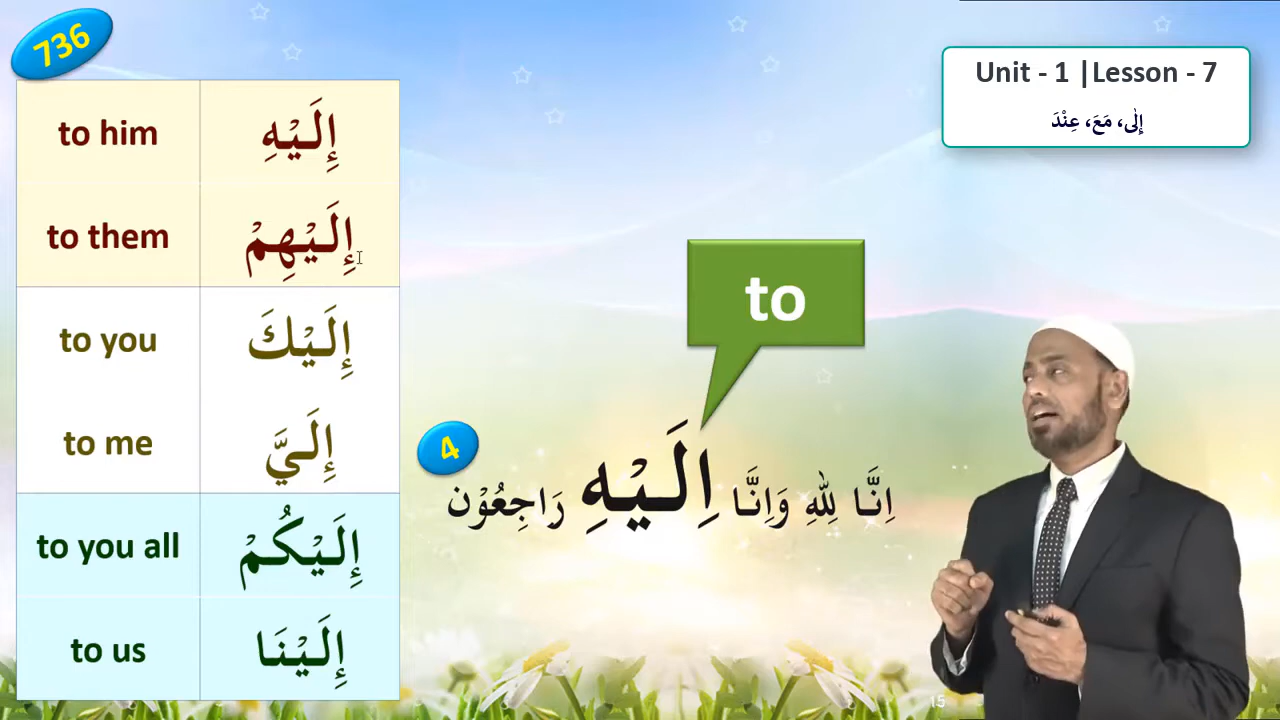 736
to him إِلَيْهِ
to them إِلَيْهِمْ
to you إِلَيْكَ
to me إِلَيَّ
to you all إِلَيْكُمْ
to us إِلَيْنَا
Unit - 1 |Lesson - 7
إِلٰى، مَعَ، عِنْدَ
to
4
اِنَّا لِلّٰهِ وَاِنَّا اِلَيْهِ رَاجِعُوْن
15